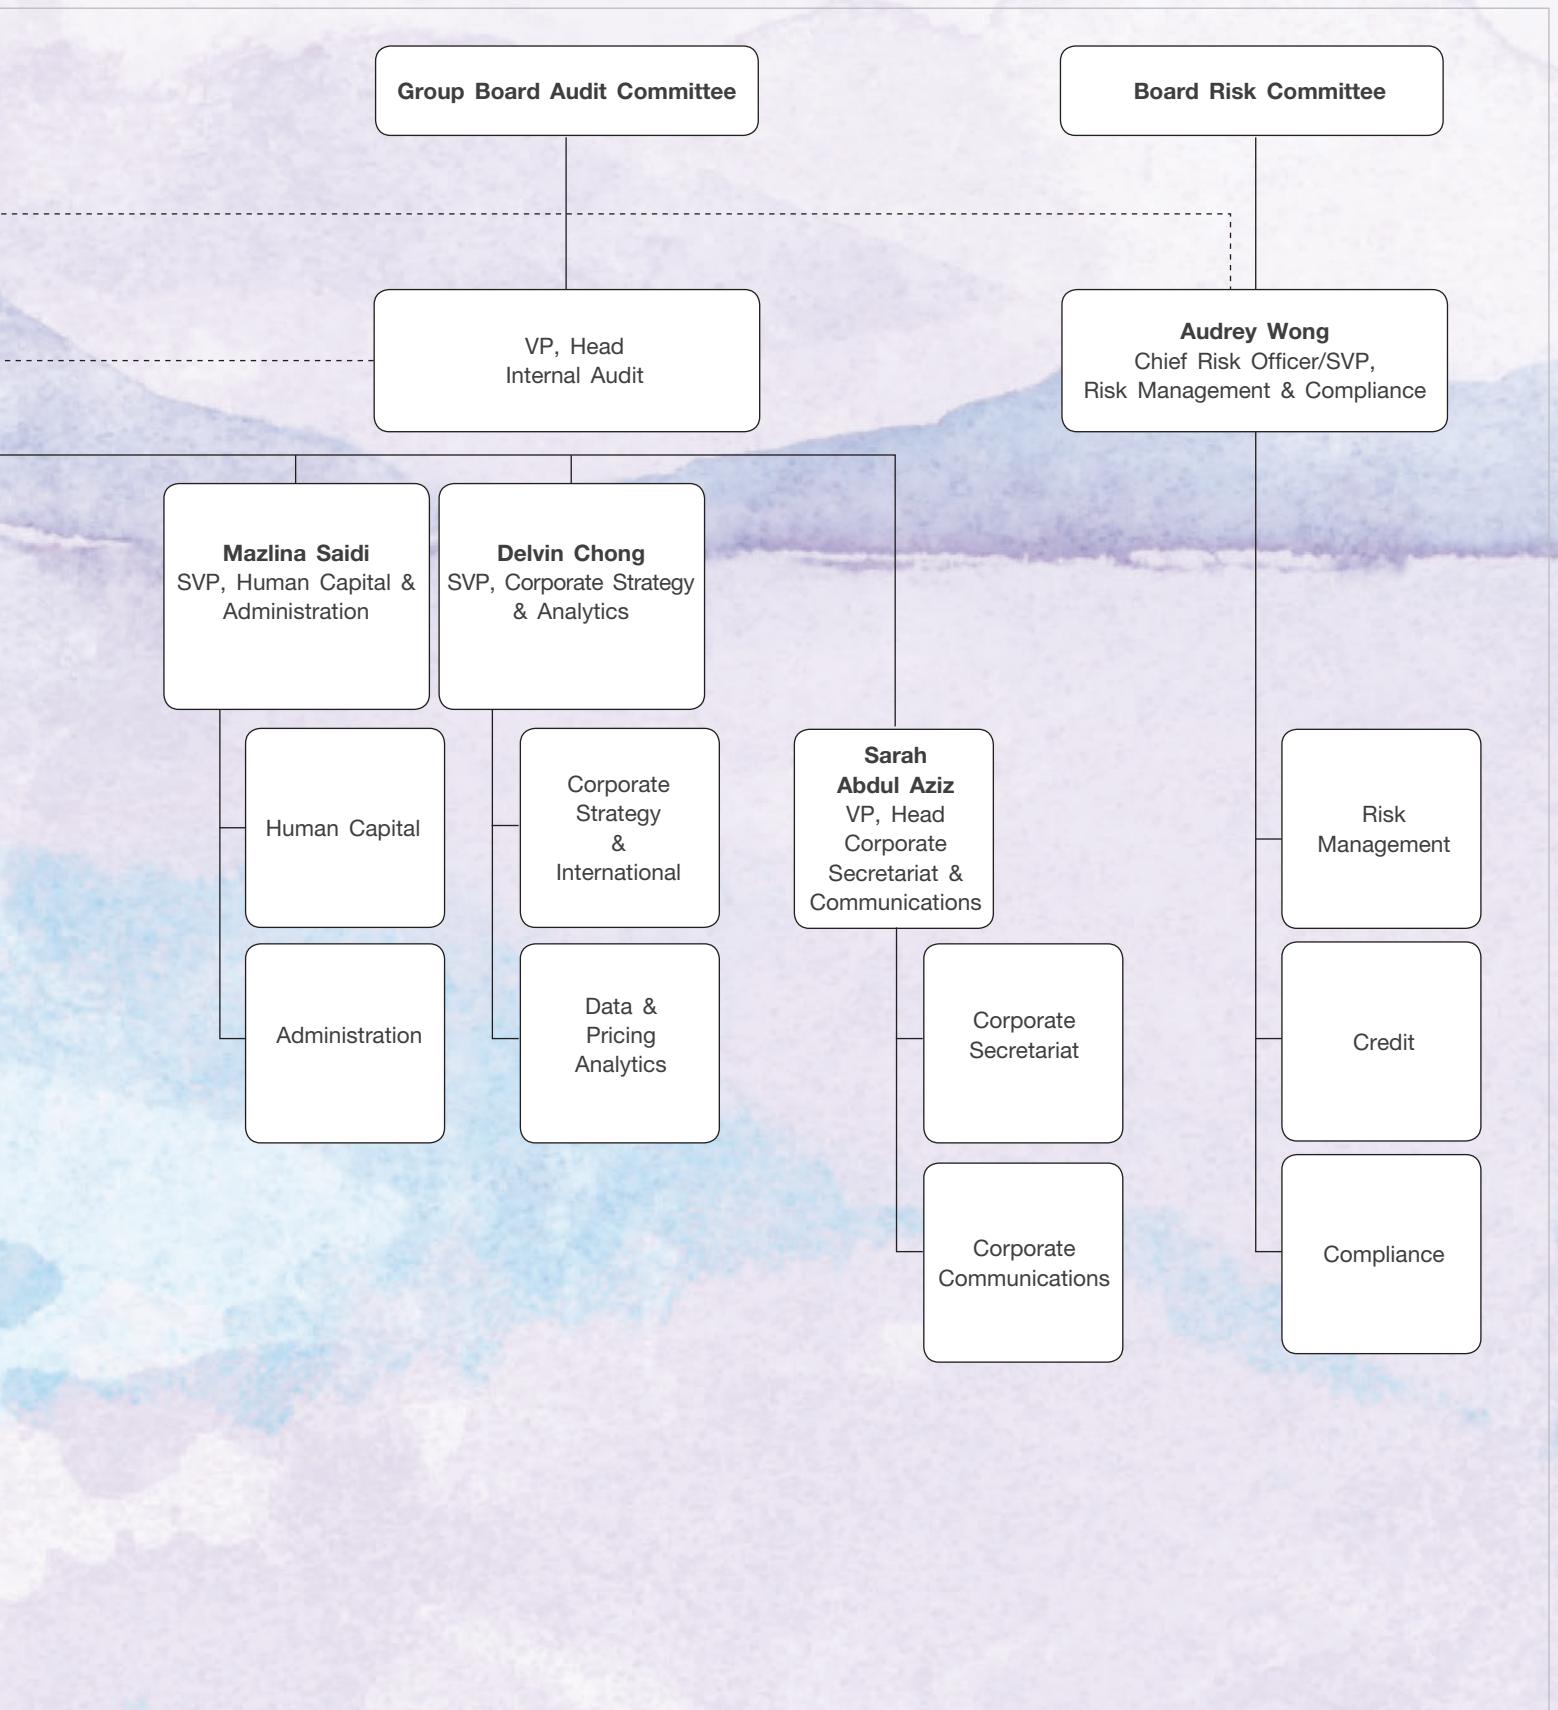 Group Board Audit Committee
Board Risk Committee
VP, Head
Internal Audit
Audrey Wong
Chief Risk Officer/SVP,
Risk Management & Compliance
Mazlina Saidi
SVP, Human Capital &
Administration
Delvin Chong
SVP, Corporate Strategy
& Analytics
Human Capital
Administration
Corporate
Strategy
&
International
Data &
Pricing
Analytics
Sarah
Abdul Aziz
VP, Head
Corporate
Secretariat &
Communications
Corporate
Secretariat
Corporate
Communications
Risk
Management
Credit
Compliance